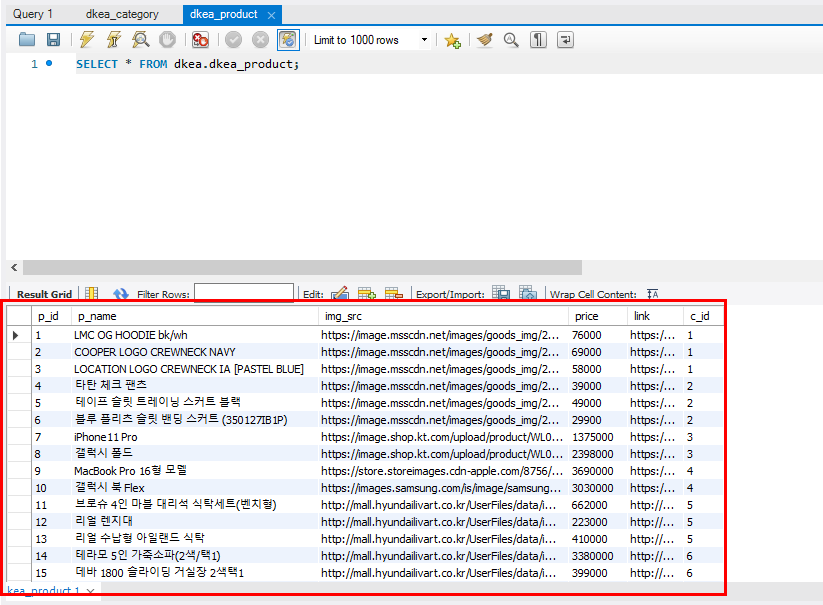 Query 1 dkea_category dkea_product
Limit to 1000 rows
1 SELECT * FROM dkea.dkea_product;
Result Grid Filter Rows: Edit: Export/Import: Wrap Cell Content:
p_id p_name img_src price link c_id
1 LMC OG HOODIE bk/wh https://image.msscdn.net/images/goods_img/2... 76000 https:/... 1
2 COOPER LOGO CREWNECK NAVY https://image.msscdn.net/images/goods_img/2... 69000 https:/... 1
3 LOCATION LOGO CREWNECK IA [PASTEL BLUE] https://image.msscdn.net/images/goods_img/2... 58000 https:/... 1
4 타탄 체크 팬츠 https://image.msscdn.net/images/goods_img/2... 39000 https:/... 2
5 테이프 슬릿 트레이닝 스커트 블랙 https://image.msscdn.net/images/goods_img/2... 49000 https:/... 2
6 블루 플리츠 슬릿 밴딩 스커트 (350127IB1P) https://image.msscdn.net/images/goods_img/2... 29900 https:/... 2
7 iPhone11 Pro https://image.shop.kt.com/upload/product/WL0... 1375000 https:/... 3
8 갤럭시 폴드 https://image.shop.kt.com/upload/product/WL0... 2398000 https:/... 3
9 MacBook Pro 16형 모델 https://store.storeimages.cdn-apple.com/8756/... 3690000 https:/... 4
10 갤럭시 북 Flex https://images.samsung.com/is/image/samsung... 3030000 https:/... 4
11 브로슈 4인 마블 대리석 식탁세트(벤치형) http://mall.hyundailivart.co.kr/UserFiles/data/i... 662000 http://... 5
12 리얼 렌지대 http://mall.hyundailivart.co.kr/UserFiles/data/i... 223000 http://... 5
13 리얼 수납형 아일랜드 식탁 http://mall.hyundailivart.co.kr/UserFiles/data/i... 410000 http://... 5
14 테라모 5인 가죽소파(2색/택1) http://mall.hyundailivart.co.kr/UserFiles/data/i... 3380000 http://... 6
15 데바 1800 슬라이딩 거실장 2색택1 http://mall.hyundailivart.co.kr/UserFiles/data/i... 399000 http://... 6
kea_product 1